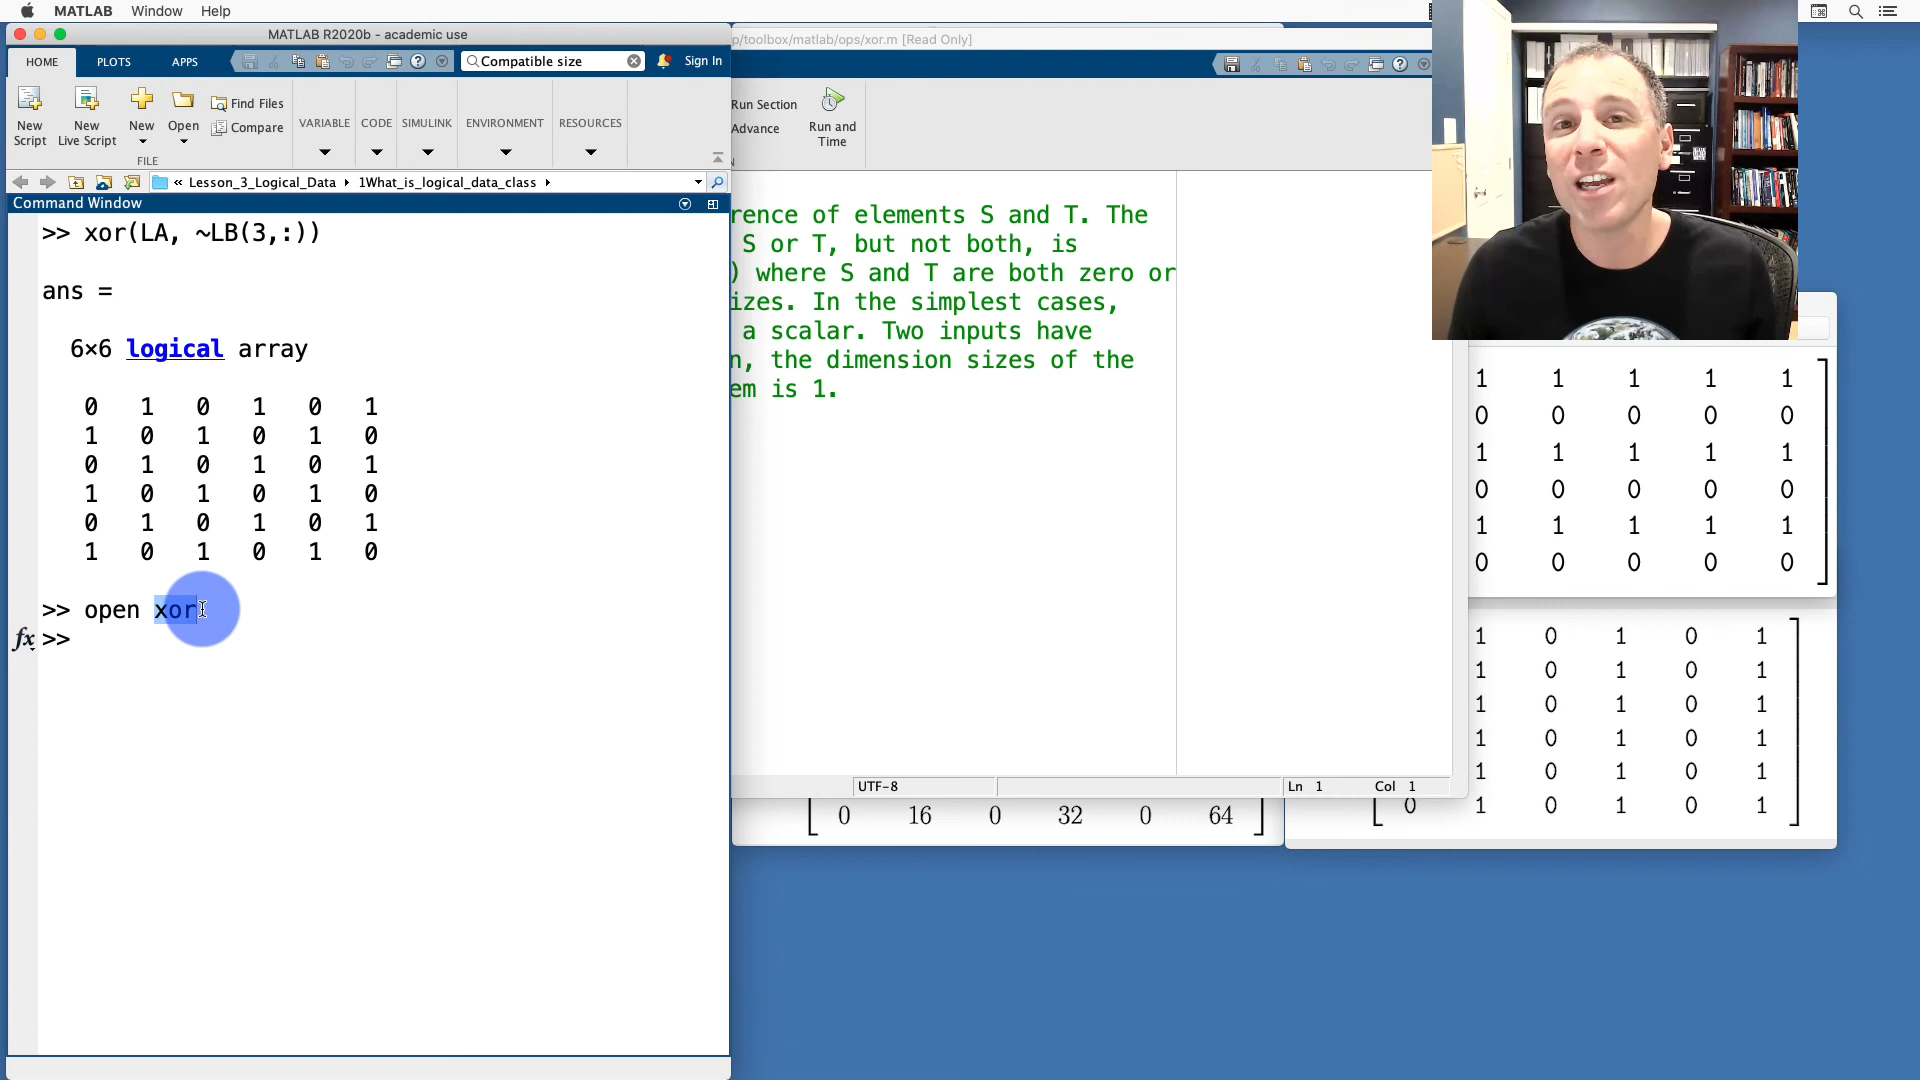 MATLAB Window Help
MATLAB R2020b - academic use
HOME PLOTS APPS
Compatible size
Sign In
New Script
New Live Script
New
Open
Find Files
Compare
VARIABLE CODE SIMULINK ENVIRONMENT RESOURCES
FILE
« Lesson_3_Logical_Data 1What_is_logical_data_class
Command Window
>> xor(LA, ~LB(3,:))
ans =
6×6 logical array
0 1 0 1 0 1
1 0 1 0 1 0
0 1 0 1 0 1
1 0 1 0 1 0
0 1 0 1 0 1
1 0 1 0 1 0
>> open xor
fx >>
p/toolbox/matlab/ops/xor.m [Read Only]
Run Section
Advance
Run and Time
N
rence of elements S and T. The
S or T, but not both, is
) where S and T are both zero or
izes. In the simplest cases,
a scalar. Two inputs have
n, the dimension sizes of the
em is 1.
UTF-8 Ln 1 Col 1
0 16 0 32 0 64
1 1 1 1 1
0 0 0 0 0
1 1 1 1 1
0 0 0 0 0
1 1 1 1 1
0 0 0 0 0
1 0 1 0 1
1 0 1 0 1
1 0 1 0 1
1 0 1 0 1
1 0 1 0 1
0 1 0 1 0 1